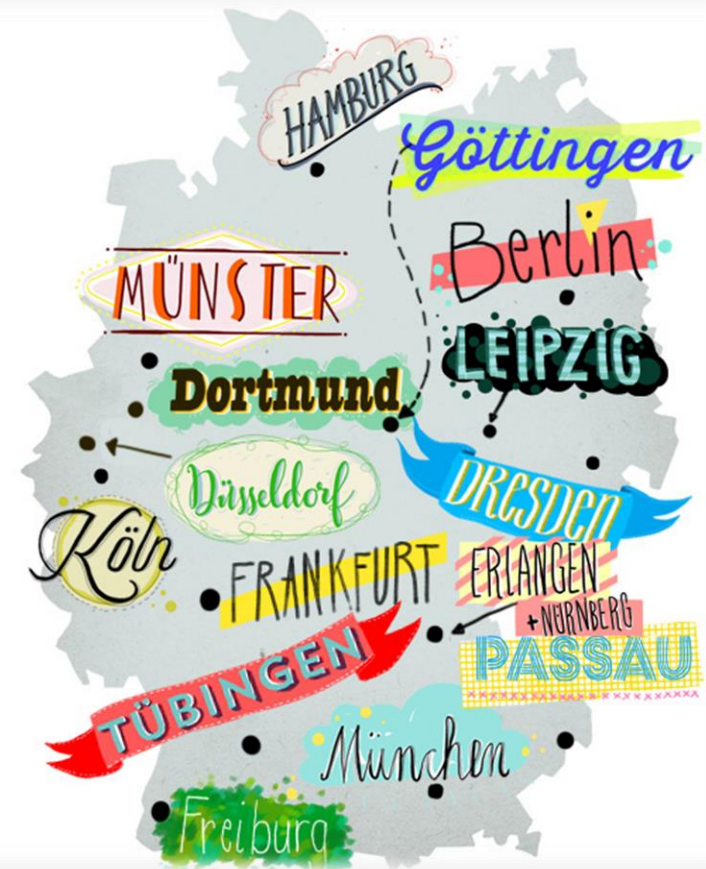 HAMBURG
Göttingen
Berlin
MÜNSTER
LEIPZIG
Dortmund
Düsseldorf
DRESDEN
Köln
FRANKFURT
ERLANGEN
+NÜRNBERG
PASSAU
TÜBINGEN
München
Freiburg